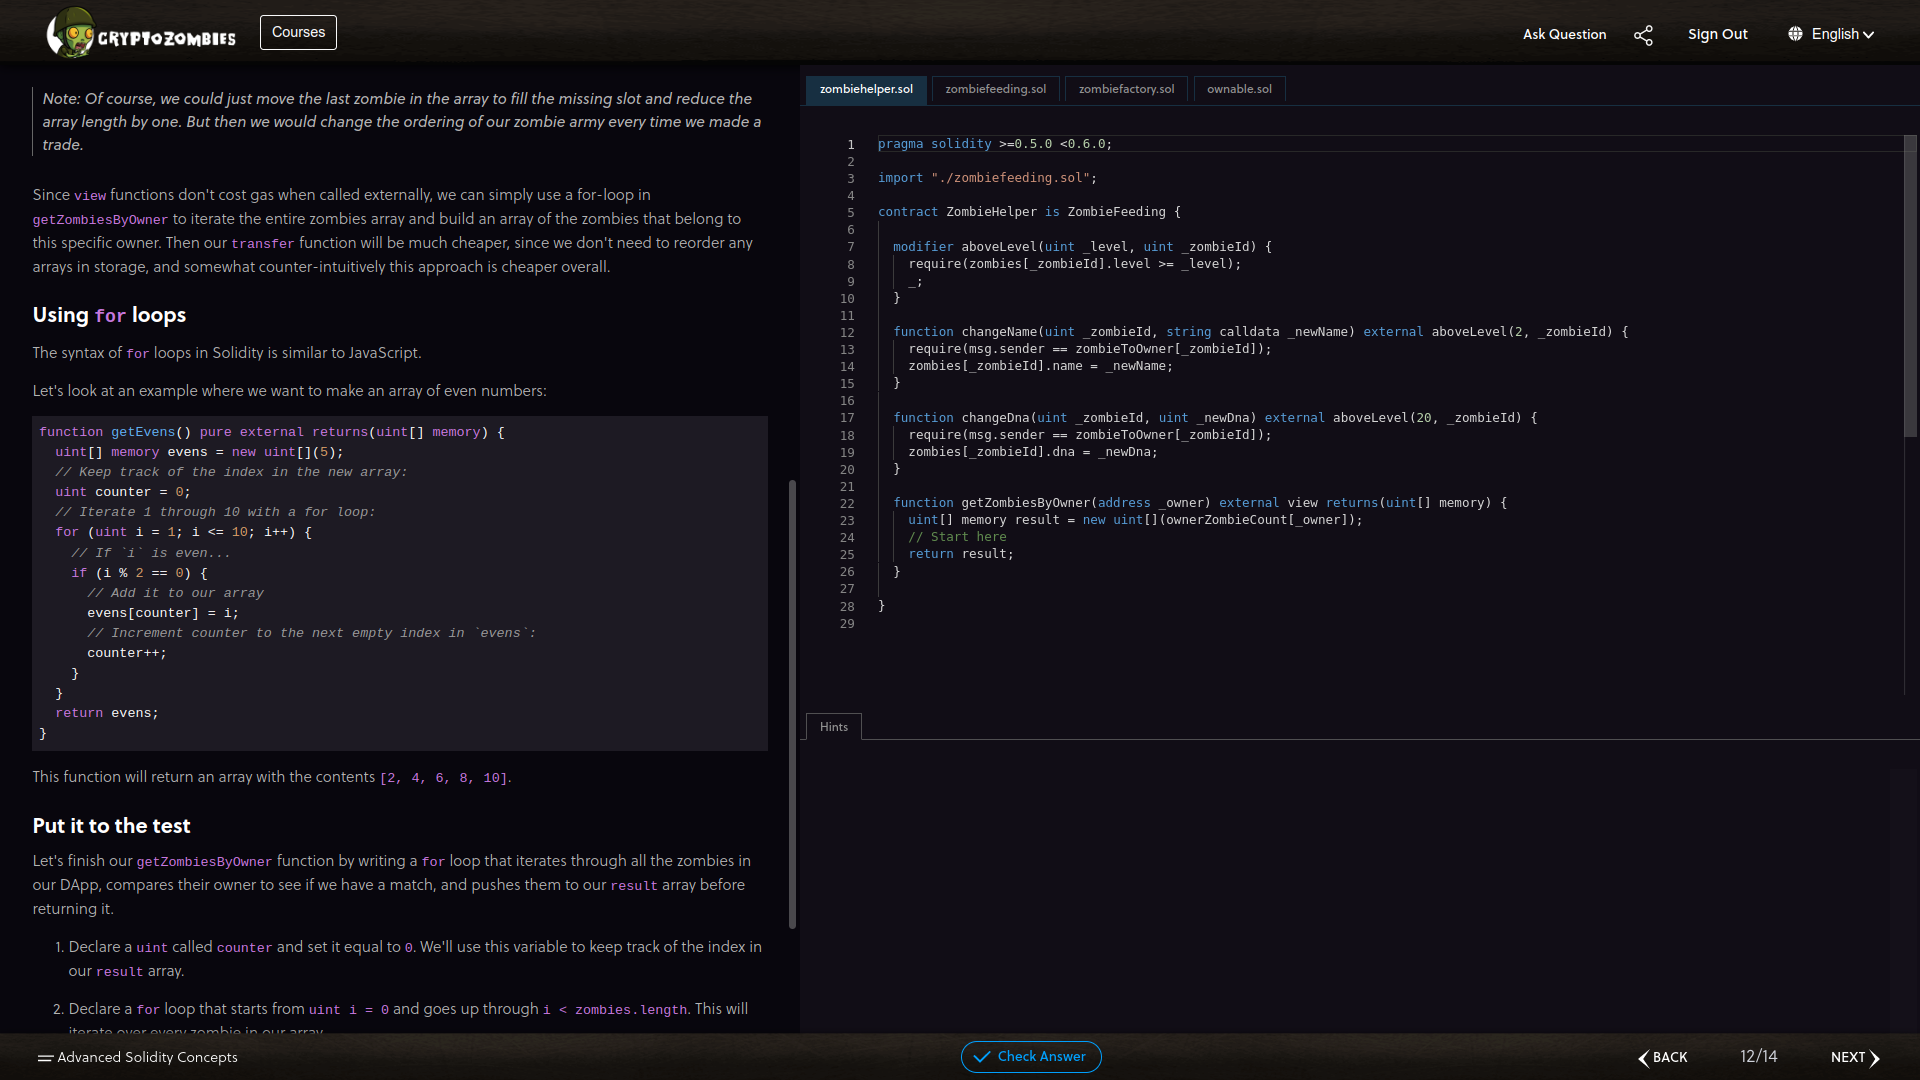 CRYPTOZOMBIES
Courses
Ask Question
Sign Out
English
Note: Of course, we could just move the last zombie in the array to fill the missing slot and reduce the
array length by one. But then we would change the ordering of our zombie army every time we made a
trade.
Since view functions don't cost gas when called externally, we can simply use a for-loop in
getZombiesByOwner to iterate the entire zombies array and build an array of the zombies that belong to
this specific owner. Then our transfer function will be much cheaper, since we don't need to reorder any
arrays in storage, and somewhat counter-intuitively this approach is cheaper overall.
Using for loops
The syntax of for loops in Solidity is similar to JavaScript.
Let's look at an example where we want to make an array of even numbers:
function getEvens() pure external returns(uint[] memory) {
  uint[] memory evens = new uint[](5);
  // Keep track of the index in the new array:
  uint counter = 0;
  // Iterate 1 through 10 with a for loop:
  for (uint i = 1; i <= 10; i++) {
    // If `i` is even...
    if (i % 2 == 0) {
      // Add it to our array
      evens[counter] = i;
      // Increment counter to the next empty index in `evens`:
      counter++;
    }
  }
  return evens;
}
This function will return an array with the contents [2, 4, 6, 8, 10].
Put it to the test
Let's finish our getZombiesByOwner function by writing a for loop that iterates through all the zombies in
our DApp, compares their owner to see if we have a match, and pushes them to our result array before
returning it.
1. Declare a uint called counter and set it equal to 0. We'll use this variable to keep track of the index in
our result array.
2. Declare a for loop that starts from uint i = 0 and goes up through i < zombies.length. This will
iterate over every zombie in our array.
zombiehelper.sol
zombiefeeding.sol
zombiefactory.sol
ownable.sol
1 pragma solidity >=0.5.0 <0.6.0;
2
3 import "./zombiefeeding.sol";
4
5 contract ZombieHelper is ZombieFeeding {
6
7   modifier aboveLevel(uint _level, uint _zombieId) {
8     require(zombies[_zombieId].level >= _level);
9     _;
10   }
11
12   function changeName(uint _zombieId, string calldata _newName) external aboveLevel(2, _zombieId) {
13     require(msg.sender == zombieToOwner[_zombieId]);
14     zombies[_zombieId].name = _newName;
15   }
16
17   function changeDna(uint _zombieId, uint _newDna) external aboveLevel(20, _zombieId) {
18     require(msg.sender == zombieToOwner[_zombieId]);
19     zombies[_zombieId].dna = _newDna;
20   }
21
22   function getZombiesByOwner(address _owner) external view returns(uint[] memory) {
23     uint[] memory result = new uint[](ownerZombieCount[_owner]);
24     // Start here
25     return result;
26   }
27
28 }
29
Hints
Advanced Solidity Concepts
Check Answer
BACK
12/14
NEXT